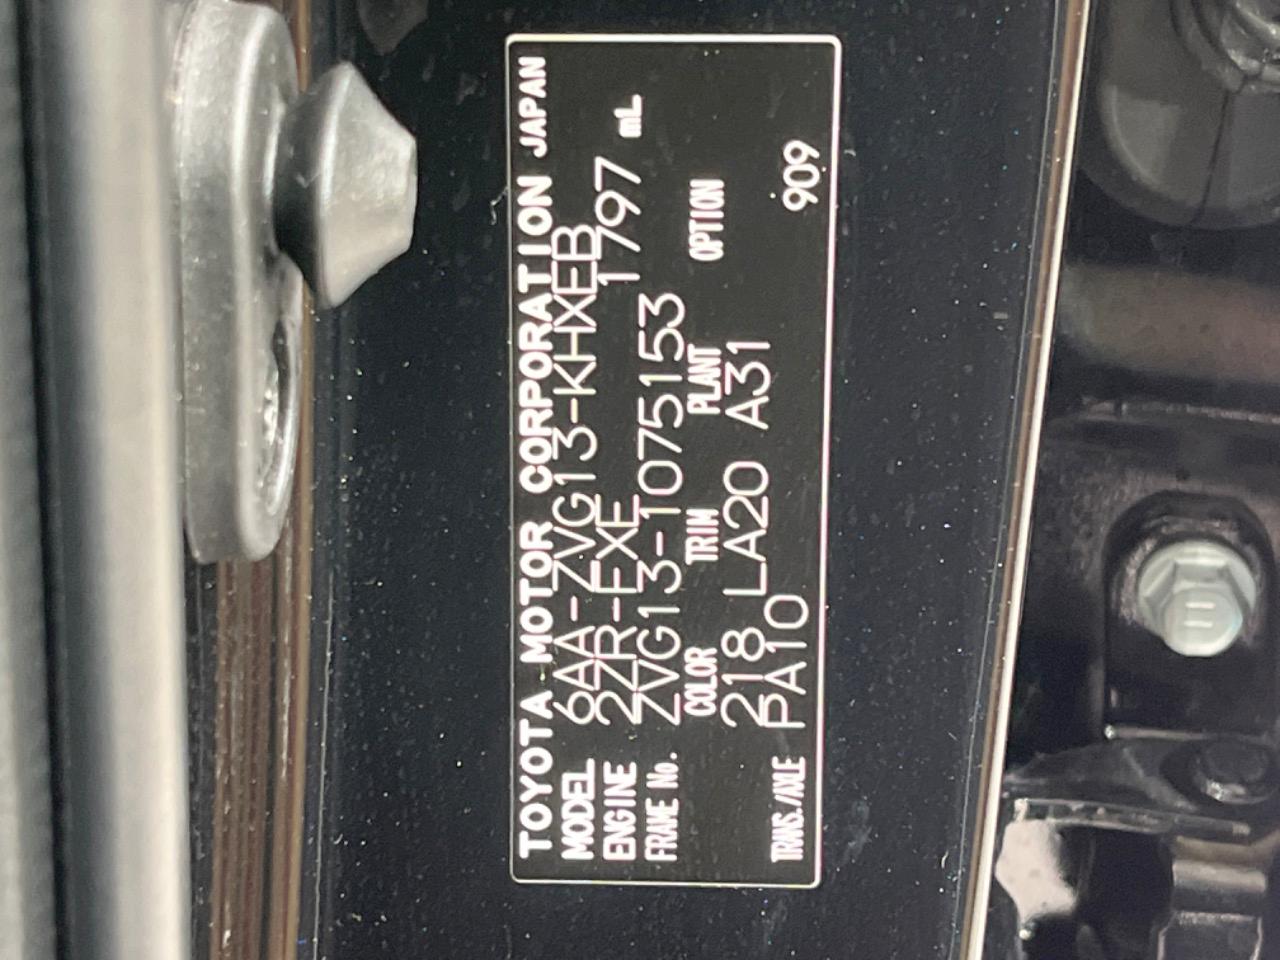 TOYOTA MOTOR CORPORATION JAPAN
MODEL 6AA-ZVG13-KHXEB
ENGINE 2ZR-FXE 1797 mL
FRAME No. ZVG13-1075153
COLOR TRIM PLANT OPTION
218 LA20 A31
TRANS./AXLE PA10 909